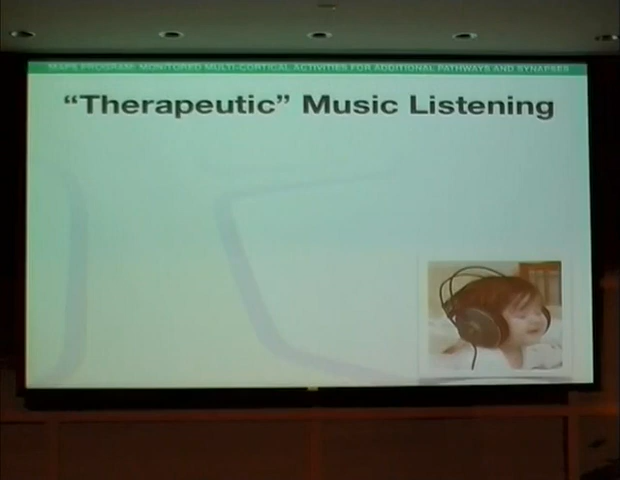 MAPS PROGRAM: MONITORED MULTI-CORTICAL ACTIVITIES FOR ADDITIONAL PATHWAYS AND SYNAPSES
“Therapeutic” Music Listening